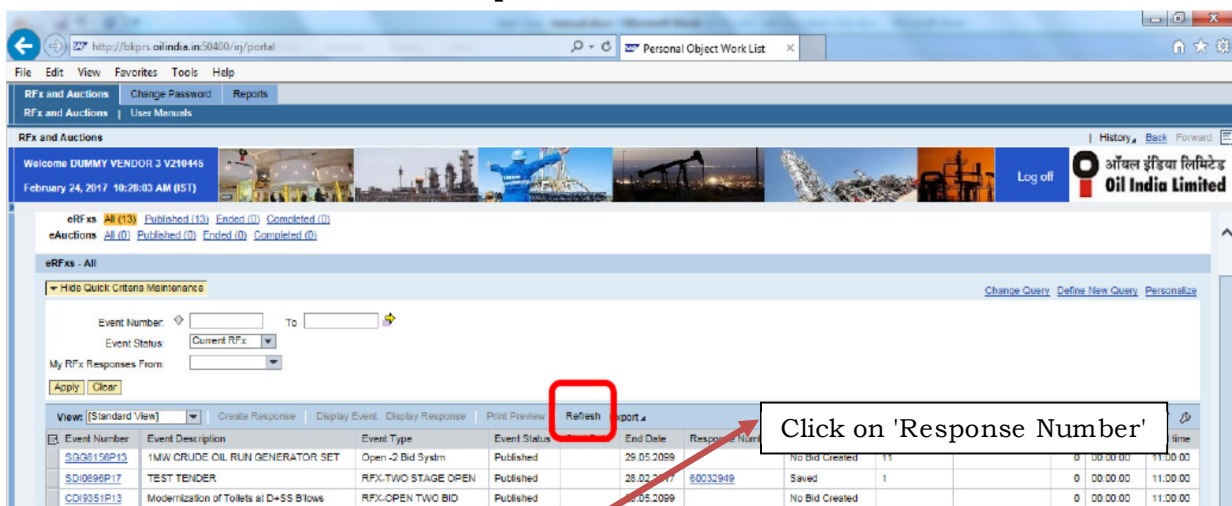 http://bkprs.oilindia.in:50400/irj/portal
Personal Object Work List
File Edit View Favorites Tools Help
RFx and Auctions Change Password Reports
RFx and Auctions | User Manuals
RFx and Auctions | History Back Forward
Welcome DUMMY VENDOR 3 V210445
February 24, 2017 10:28:03 AM (IST)
Log off
ऑयल इंडिया लिमिटेड
Oil India Limited
eRFxs All (13) Published (13) Ended (0) Completed (0)
eAuctions All (0) Published (0) Ended (0) Completed (0)
eRFxs - All
Hide Quick Criteria Maintenance
Change Query Define New Query Personalize
Event Number: To
Event Status: Current RFx
My RFx Responses From:
Apply Clear
View: [Standard View] Create Response Display Event Display Response Print Preview Refresh Export
Click on 'Response Number'
Event Number Event Description Event Type Event Status End Date time
SGG8156P13 1MW CRUDE OIL RUN GENERATOR SET Open -2 Bid Systm Published 29.05.2099 No Bid Created 11 0 00:00:00 11:00:00
SDI0696P17 TEST TENDER RFX-TWO STAGE OPEN Published 28.02.2017 60032949 Saved 1 0 00:00:00 11:00:00
CDI9351P13 Modernization of Toilets at D+SS B'lows RFX-OPEN TWO BID Published .05.2099 No Bid Created 0 00:00:00 11:00:00